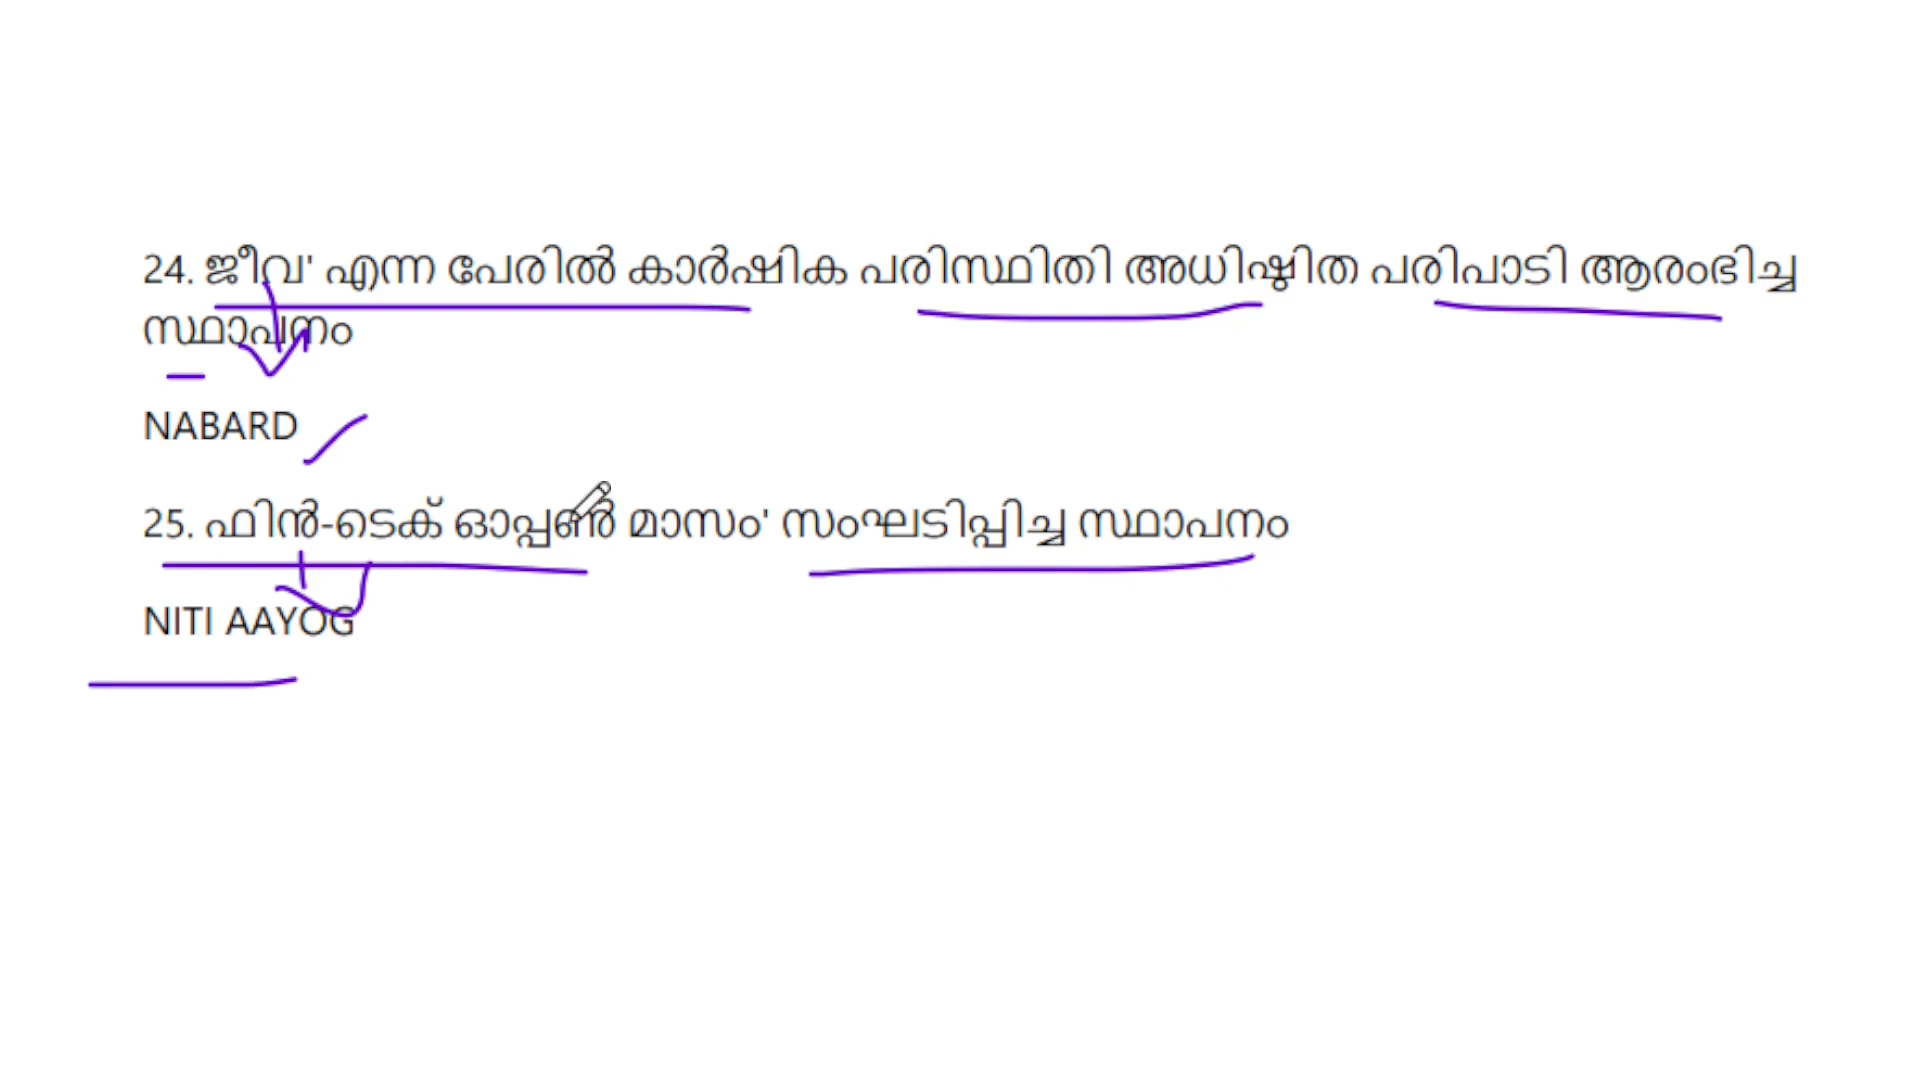 24. ജീവ' എന്ന പേരിൽ കാർഷിക പരിസ്ഥിതി അധിഷ്ഠിത പരിപാടി ആരംഭിച്ച
സ്ഥാപനം
NABARD
25. ഫിൻ-ടെക് ഓപ്പൺ മാസം' സംഘടിപ്പിച്ച സ്ഥാപനം
NITI AAYOG